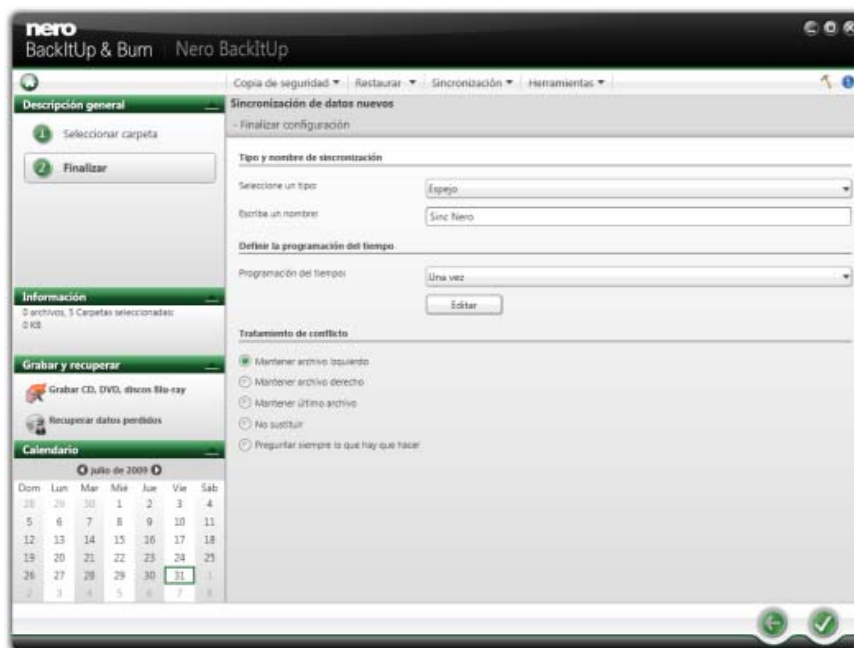 nero
BackItUp & Burn | Nero BackItUp
Copia de seguridad Restaurar Sincronización Herramientas
Descripción general
1 Seleccionar carpeta
2 Finalizar
Sincronización de datos nuevos
- Finalizar configuración
Tipo y nombre de sincronización
Seleccione un tipo: Espejo
Escriba un nombre: Sinc Nero
Definir la programación del tiempo
Programación del tiempo: Una vez
Editar
Tratamiento de conflicto
Mantener archivo izquierdo
Mantener archivo derecho
Mantener último archivo
No sustituir
Preguntar siempre lo que hay que hacer
Información
0 archivos, 5 Carpetas seleccionadas:
0 KB
Grabar y recuperar
Grabar CD, DVD, discos Blu-ray
Recuperar datos perdidos
Calendario
julio de 2009
Dom Lun Mar Mié Jue Vie Sáb
28 29 30 1 2 3 4
5 6 7 8 9 10 11
12 13 14 15 16 17 18
19 20 21 22 23 24 25
26 27 28 29 30 31 1
2 3 4 5 6 7 8